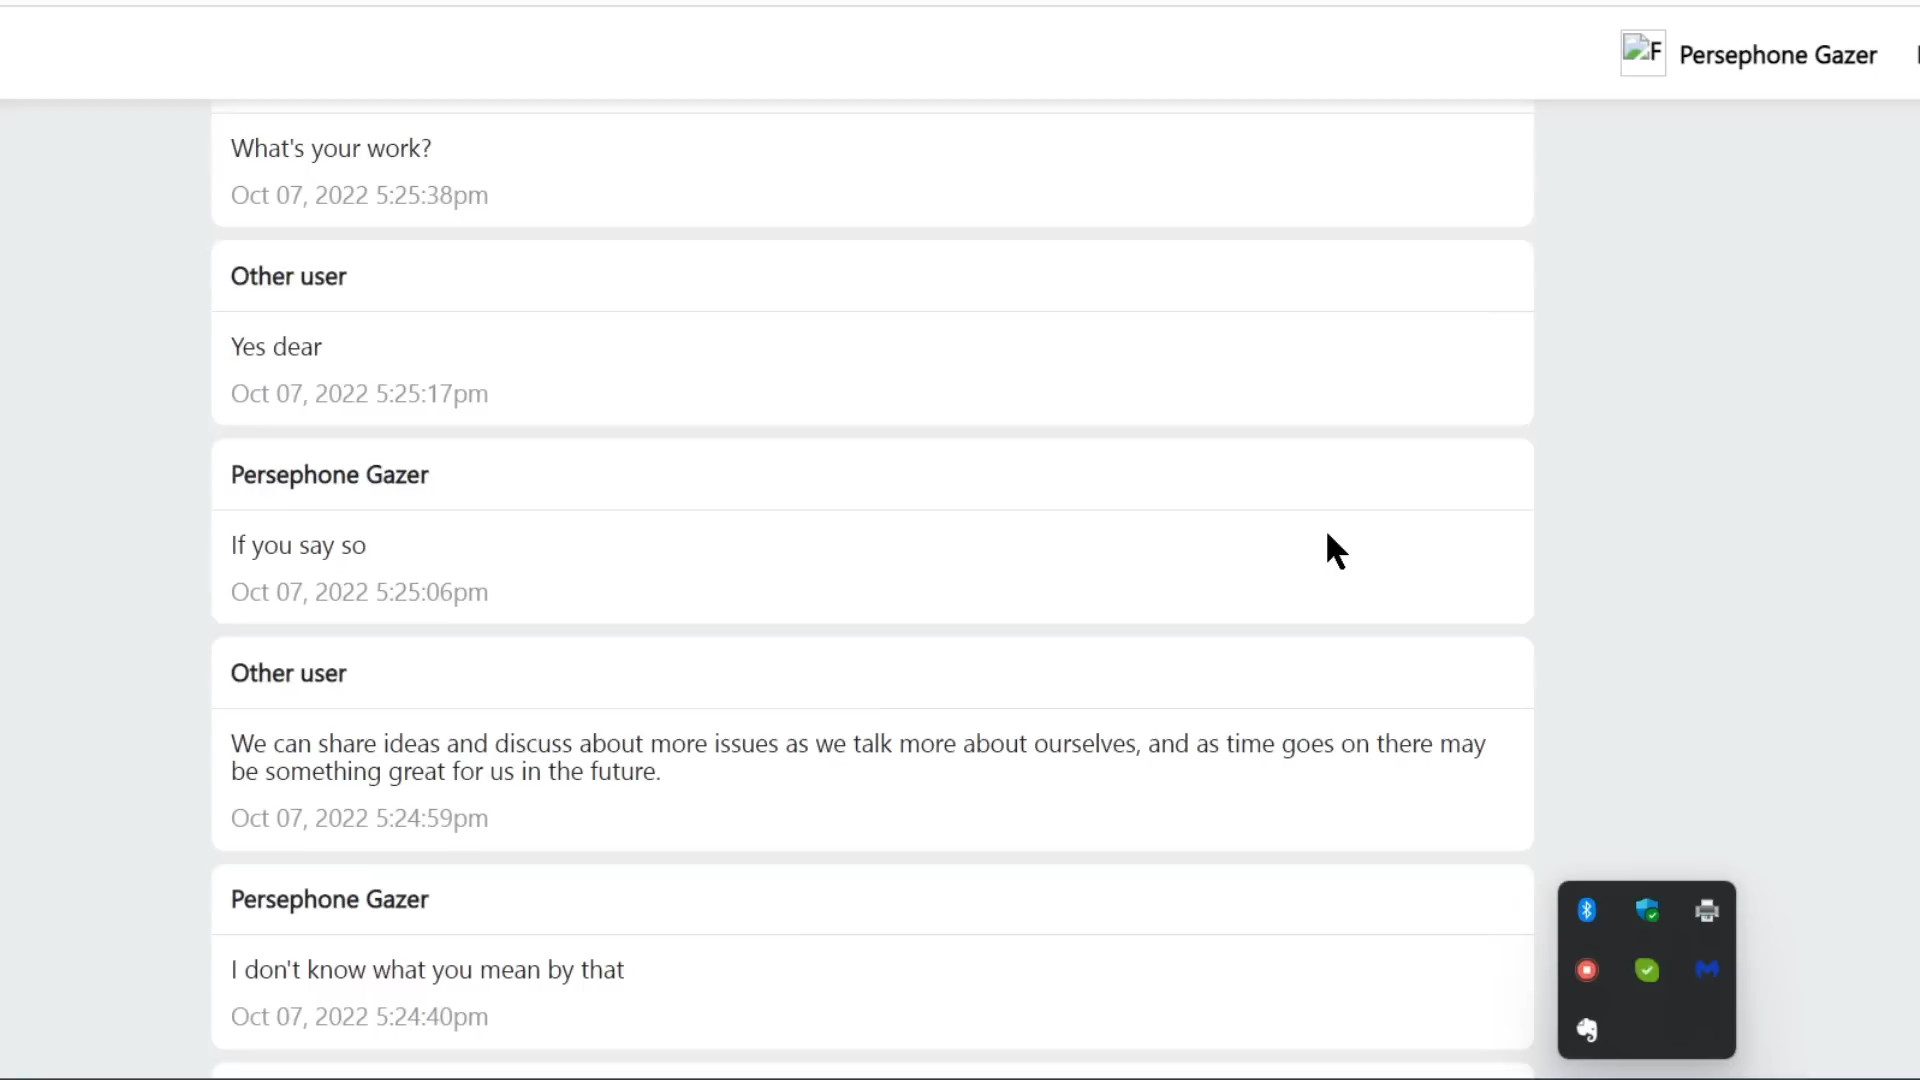 F Persephone Gazer
What's your work?
Oct 07, 2022 5:25:38pm
Other user
Yes dear
Oct 07, 2022 5:25:17pm
Persephone Gazer
If you say so
Oct 07, 2022 5:25:06pm
Other user
We can share ideas and discuss about more issues as we talk more about ourselves, and as time goes on there may
be something great for us in the future.
Oct 07, 2022 5:24:59pm
Persephone Gazer
I don't know what you mean by that
Oct 07, 2022 5:24:40pm